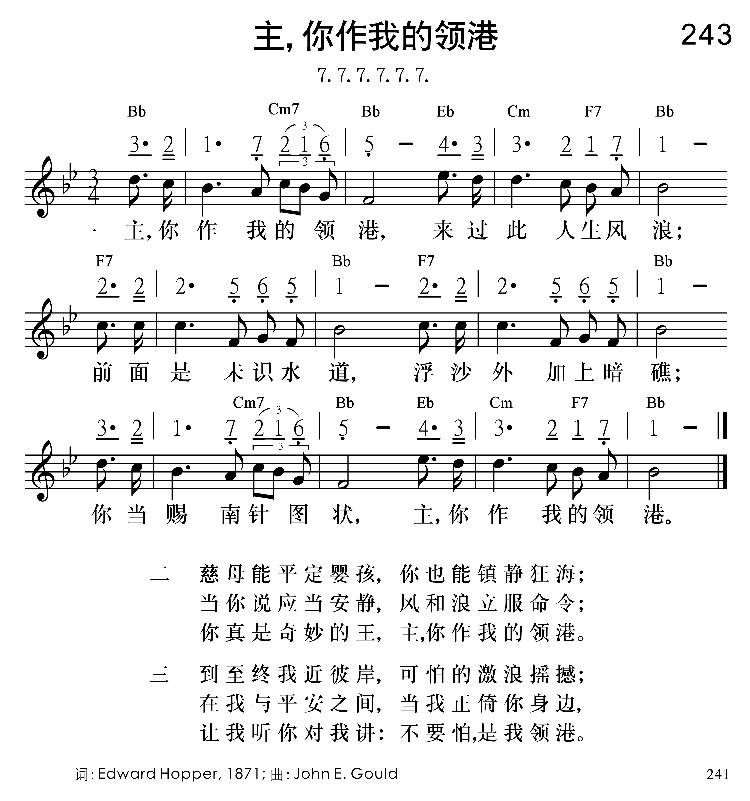 主,你作我的领港 243
7.7.7.7.7.7.
Bb Cm7 Bb Eb Cm F7 Bb
3· 2 | 1· 7 2 1 6 | 5 – 4· 3 | 3· 2 1 7 | 1 –
主,你作 我的 领 港, 来 过 此 人生风 浪;
F7 Bb F7 Bb
2· 2 | 2· 5 6 5 | 1 – 2· 2 | 2· 5 6 5 | 1 –
前 面 是 未识水 道, 浮 沙 外 加上暗 礁;
Cm7 Bb Eb Cm F7 Bb
3· 2 | 1· 7 2 1 6 | 5 – 4· 3 | 3· 2 1 7 | 1 –
你 当 赐 南针 图 状, 主,你 作 我的领 港。
二 慈母能平定婴孩, 你也能镇静狂海;
当你说应当安静, 风和浪立服命令;
你真是奇妙的王, 主,你作我的领港。
三 到至终我近彼岸, 可怕的激浪摇撼;
在我与平安之间, 当我正倚你身边,
让我听你对我讲: 不要怕,是我领港。
词: Edward Hopper, 1871; 曲: John E. Gould 241